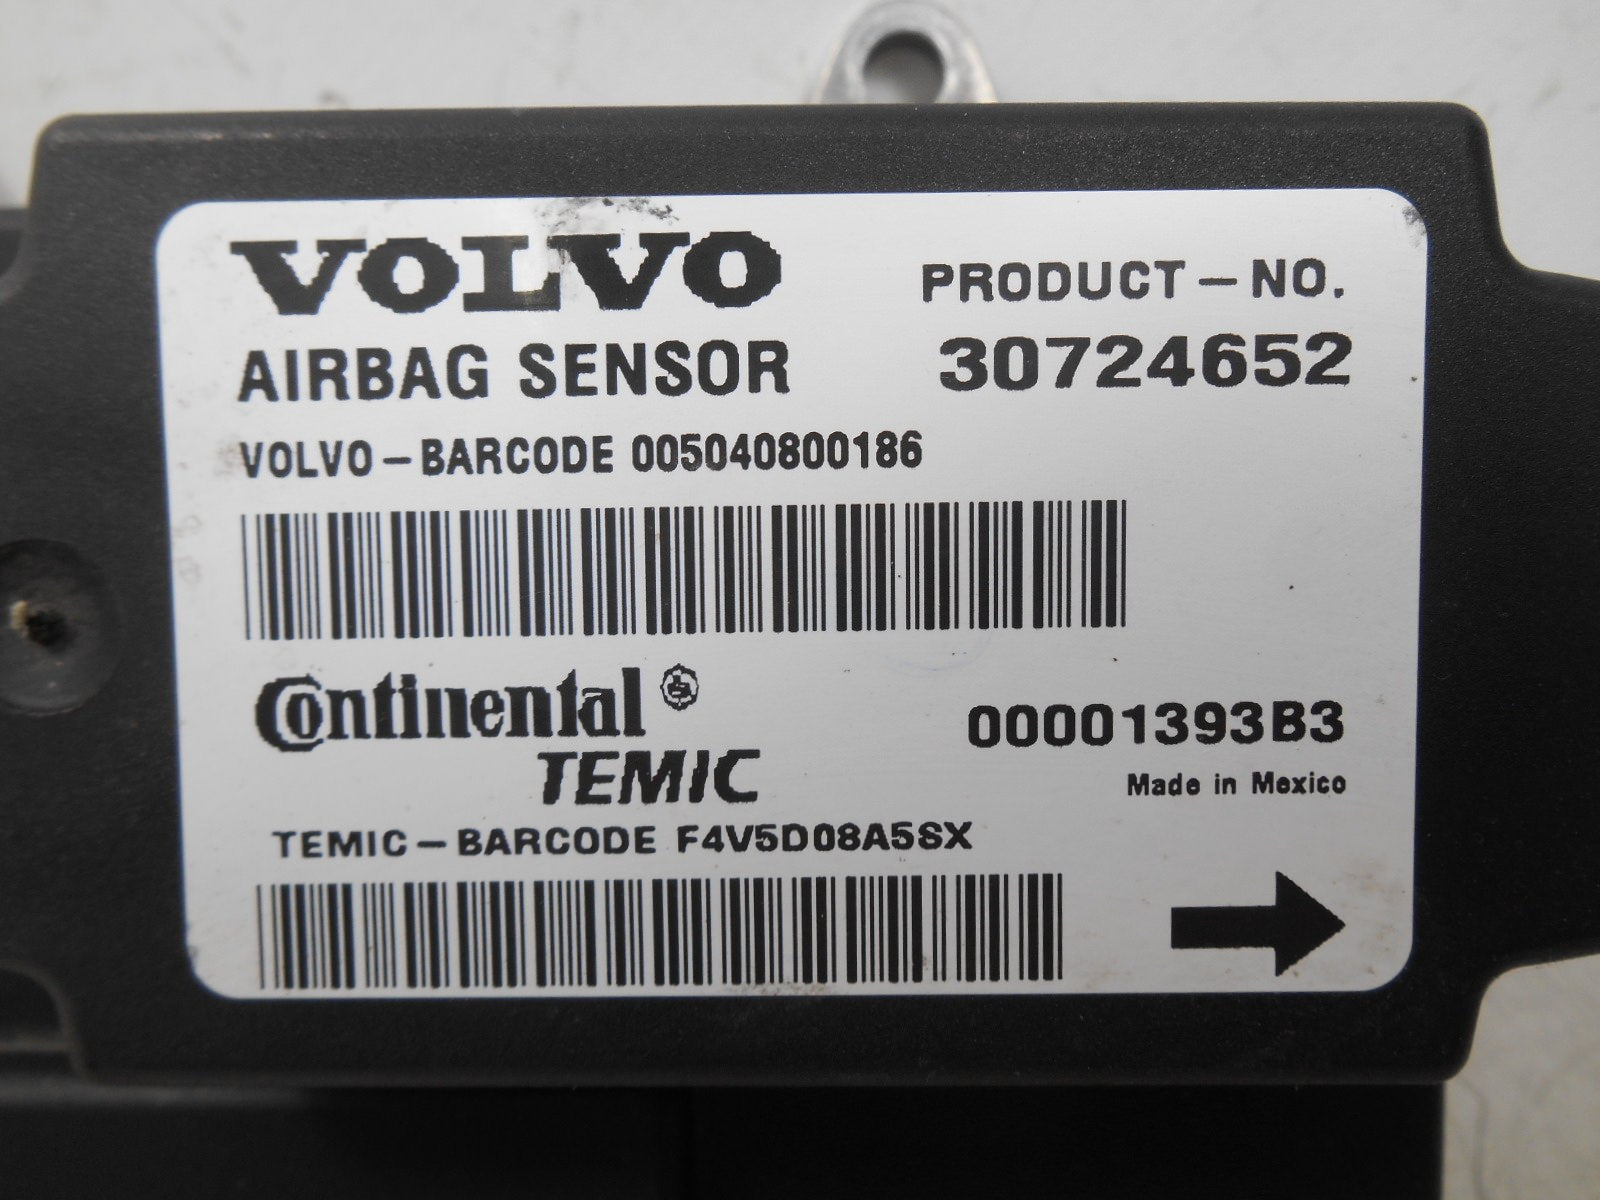 VOLVO
PRODUCT-NO.
AIRBAG SENSOR
30724652
VOLVO-BARCODE 005040800186
Continental®
TEMIC
00001393B3
Made in Mexico
TEMIC-BARCODE F4V5D08A5SX